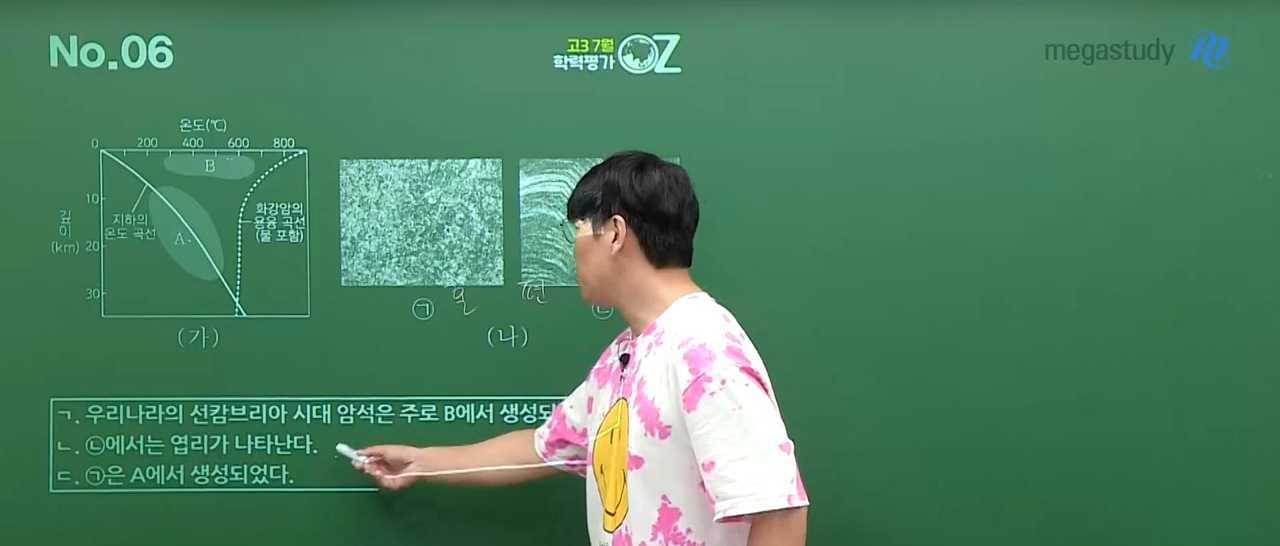 No.06
고3 7월
학력평가 OZ
megastudy
온도(℃)
0 200 400 600 800
B
10
지하의
온도 곡선
화강암의
용융 곡선
(물 포함)
깊이
(km)
A
20
30
㉠
편
㉡
(가)
(나)
ㄱ. 우리나라의 선캄브리아 시대 암석은 주로 B에서 생성되
ㄴ. ㉡에서는 엽리가 나타난다.
ㄷ. ㉠은 A에서 생성되었다.